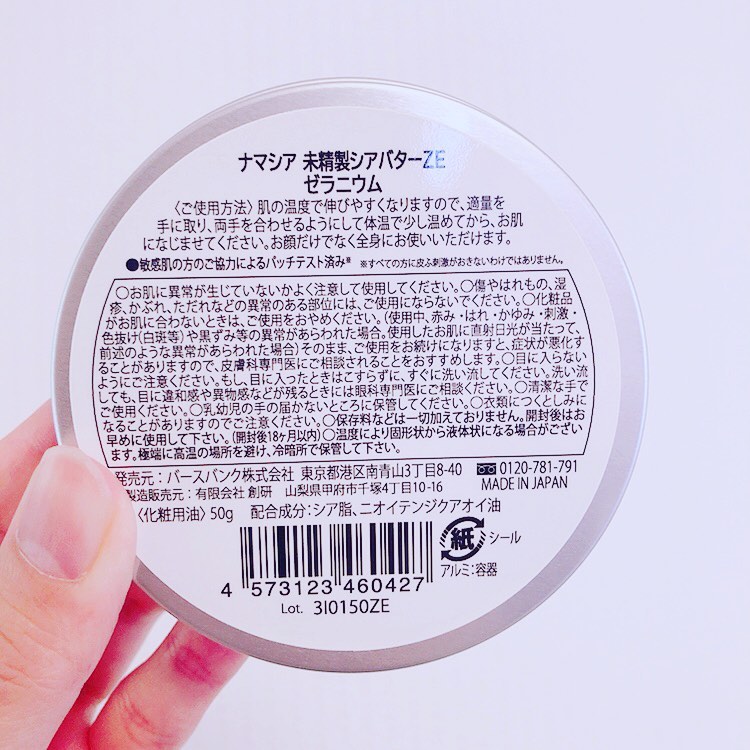 ナマシア 未精製シアバターZE
ゼラニウム
〈ご使用方法〉肌の温度で伸びやすくなりますので、適量を
手に取り、両手を合わせるようにして体温で少し温めてから、お肌
になじませてください。お顔だけでなく全身にお使いいただけます。
●敏感肌の方のご協力によるパッチテスト済み※ ※すべての方に皮ふ刺激がおきないわけではありません。
○お肌に異常が生じていないかよく注意して使用してください。○傷やはれもの、湿
疹、かぶれ、ただれなどの異常のある部位には、ご使用にならないでください。○化粧品
がお肌に合わないときは、ご使用をおやめください。(使用中、赤み・はれ・かゆみ・刺激・
色抜け(白斑等)や黒ずみ等の異常があらわれた場合。使用したお肌に直射日光が当たって、
前述のような異常があらわれた場合)そのまま、ご使用をお続けになりますと、症状が悪化す
ることがありますので、皮膚科専門医にご相談されることをおすすめします。○目に入らない
ようにご注意ください。もし、目に入ったときはこすらずに、すぐに洗い流してください。洗い流
しても、目に違和感や異物感などが残るときには眼科専門医にご相談ください。○清潔な手で
ご使用ください。○乳幼児の手の届かないところに保管してください。○衣類につくとしみに
なることがありますのでご注意ください。○保存料などは一切加えておりません。開封後はお
早めに使用して下さい。(開封後18ヶ月以内)○温度により固形状から液体状になる場合がござい
ます。極端に高温の場所を避け、冷暗所で保管して下さい。
発売元：バースバンク株式会社 東京都港区南青山3丁目8-40 0120-781-791
製造販売元：有限会社 創研 山梨県甲府市千塚4丁目10-16 MADE IN JAPAN
〈化粧用油〉50g 配合成分：シア脂、ニオイテンジクアオイ油
紙 シール
アルミ：容器
4 573123 460427
Lot. 3I0150ZE